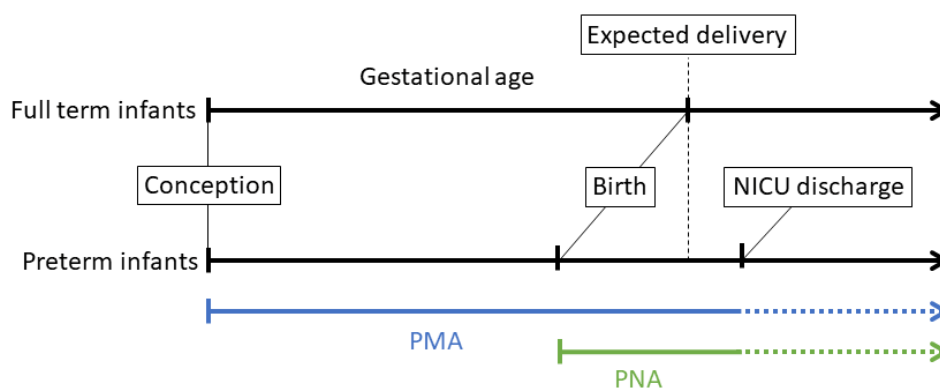 Expected delivery
Gestational age
Full term infants
Conception
Birth
NICU discharge
Preterm infants
PMA
PNA